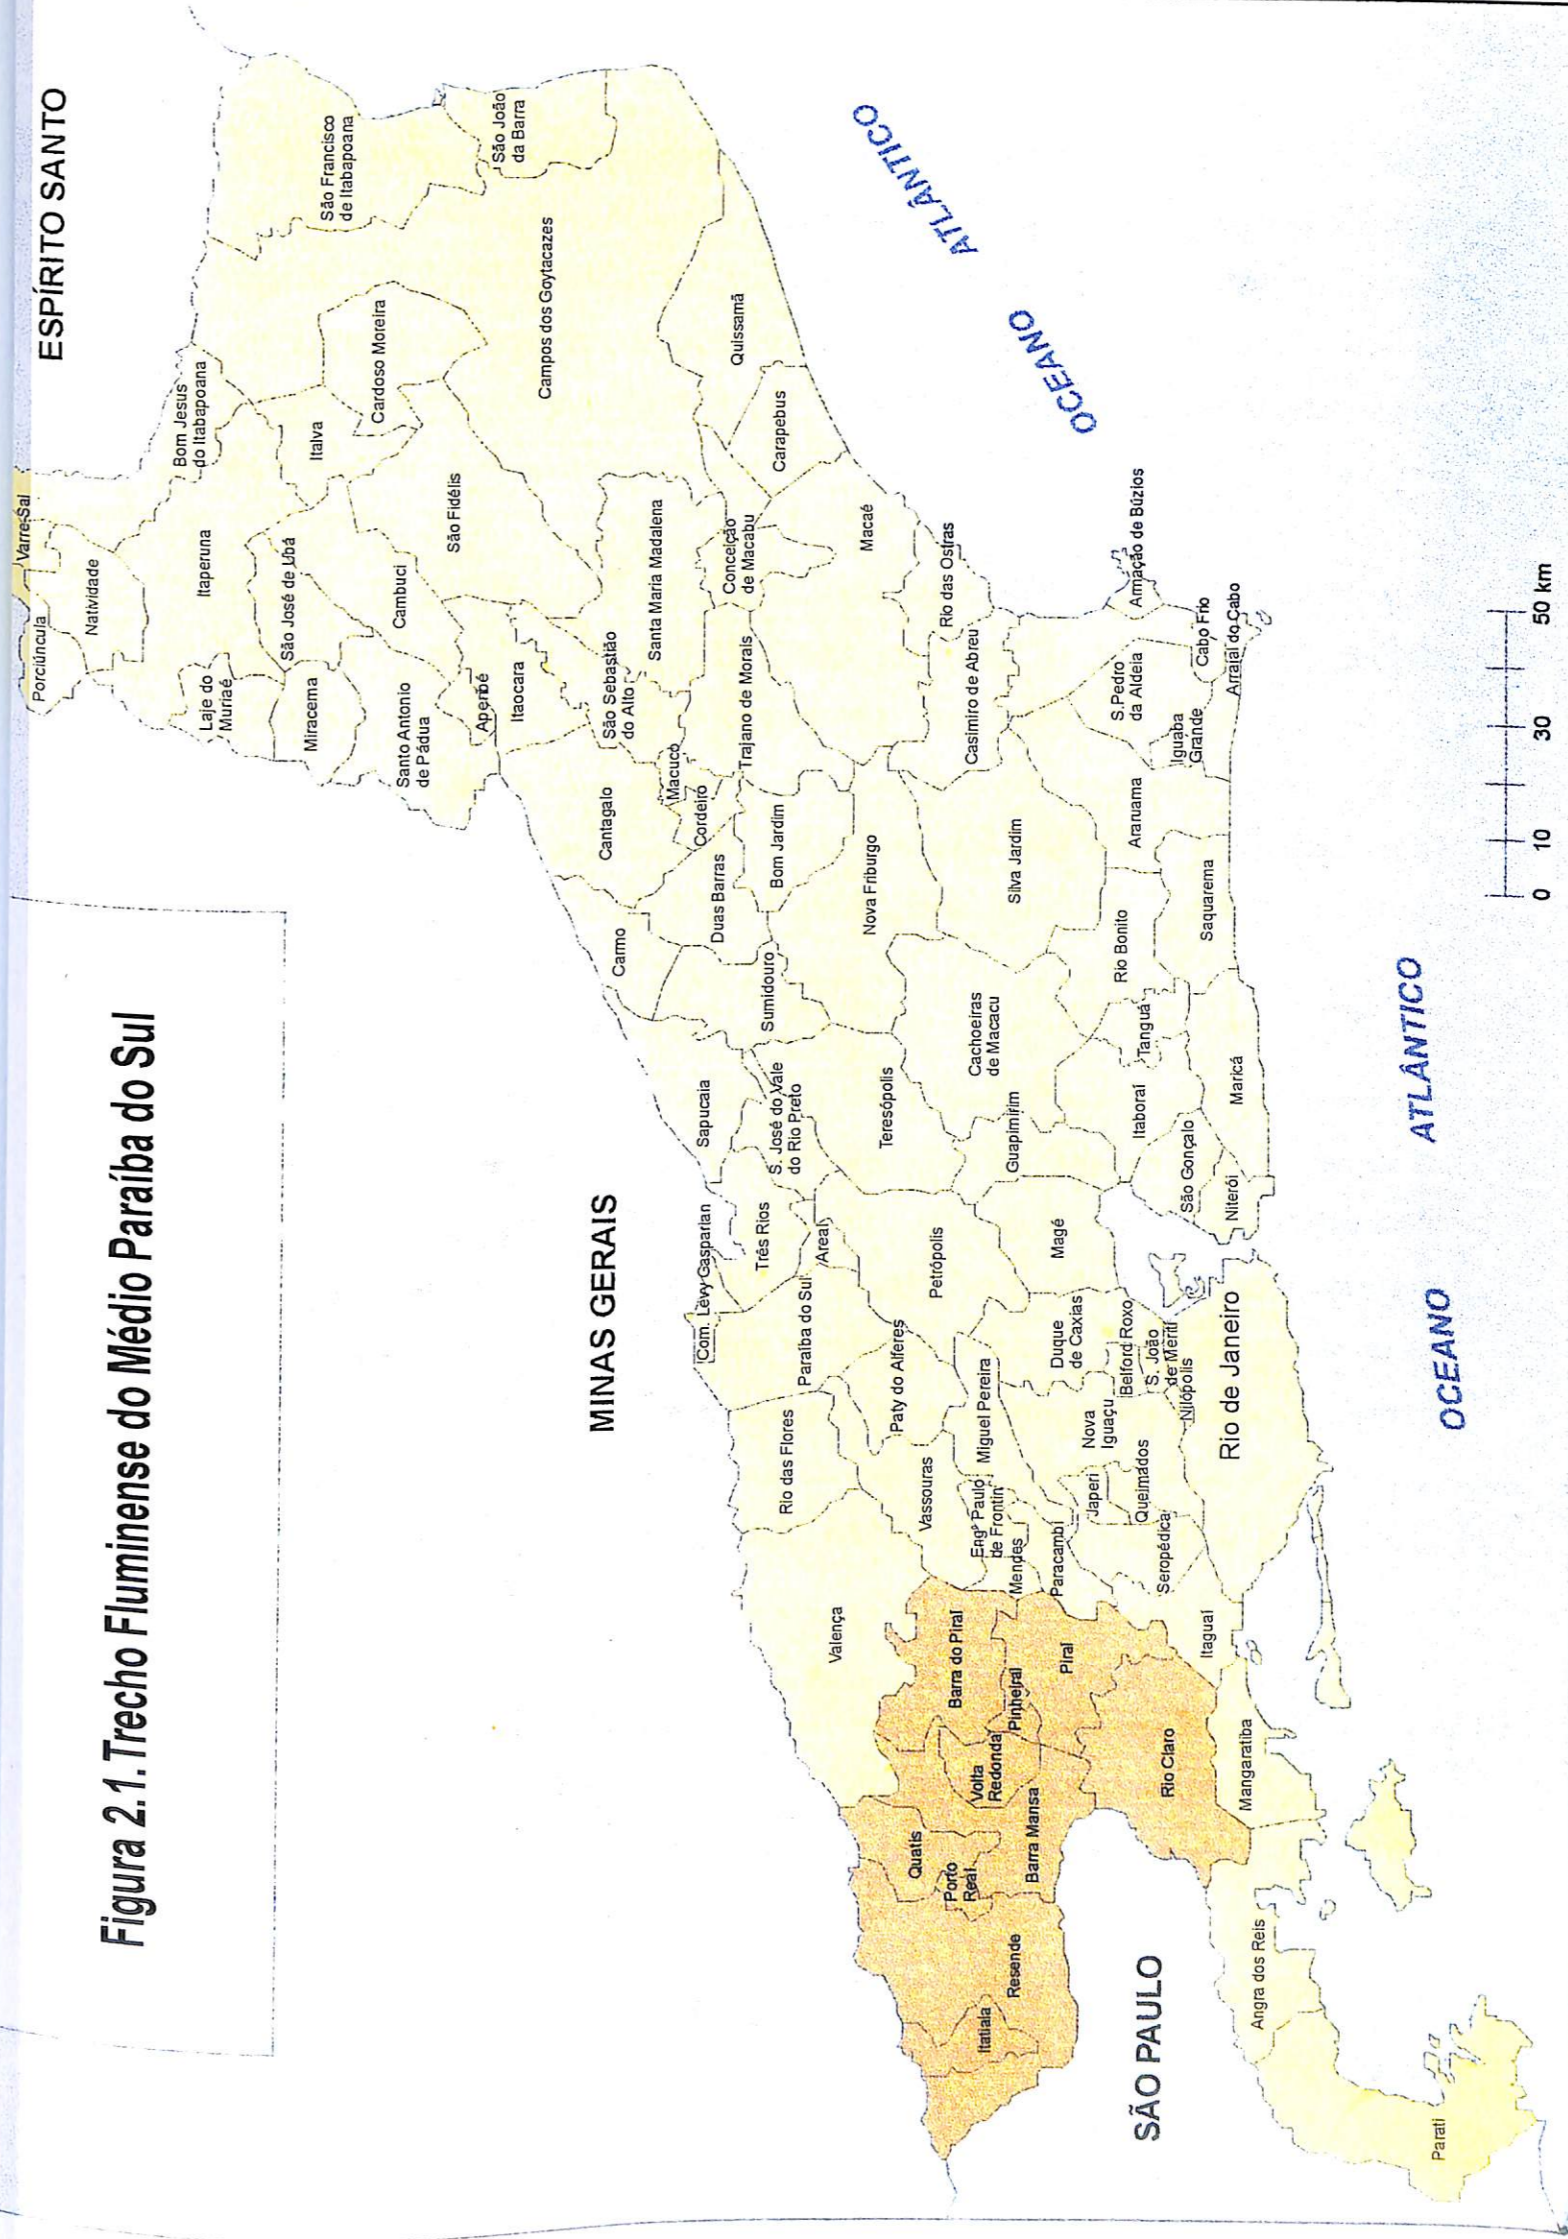 Figura 2.1. Trecho Fluminense do Médio Paraíba do Sul
ESPÍRITO SANTO
MINAS GERAIS
SÃO PAULO
OCEANO
ATLÂNTICO
OCEANO
ATLÂNTICO
Porciúncula
Varre-Sai
Natividade
Bom Jesus
do Itabapoana
Itaperuna
Laje do
Muriaé
São José de Ubá
Italva
Miracema
São Francisco
de Itabapoana
Cardoso Moreira
Cambuci
Santo Antonio
de Pádua
São Fidélis
Aperibé
São João
da Barra
Itaocara
Campos dos Goytacazes
Cantagalo
São Sebastião
do Alto
Carmo
Santa Maria Madalena
Macuco
Cordeiro
Sapucaia
Duas Barras
Com. Levy Gasparian
Conceição
de Macabu
Quissamã
Trajano de Morais
Três Rios
Sumidouro
Bom Jardim
Carapebus
S. José do Vale
do Rio Preto
Rio das Flores
Paraíba do Sul
Areal
Valença
Nova Friburgo
Macaé
Teresópolis
Paty do Alferes
Petrópolis
Vassouras
Rio das Ostras
Quatis
Barra do Piraí
Porto
Real
Casimiro de Abreu
Cachoeiras
de Macacu
Miguel Pereira
Engº Paulo
de Frontin
Volta
Redonda
Itatiaia
Resende
Silva Jardim
Guapimirim
Mendes
Pinheiral
Barra Mansa
Magé
Duque
de Caxias
Paracambi
Piraí
Nova
Iguaçu
Japeri
Rio Bonito
Araruama
S.Pedro
da Aldeia
Armação de Búzios
Belford Roxo
Queimados
Itaboraí
Tanguá
S. João
de Meriti
Nilópolis
Seropédica
Rio Claro
Iguaba
Grande
Cabo Frio
São Gonçalo
Saquarema
Itaguaí
Arraial do Cabo
Niterói
Maricá
Rio de Janeiro
Mangaratiba
Angra dos Reis
Parati
0 10 30 50 km